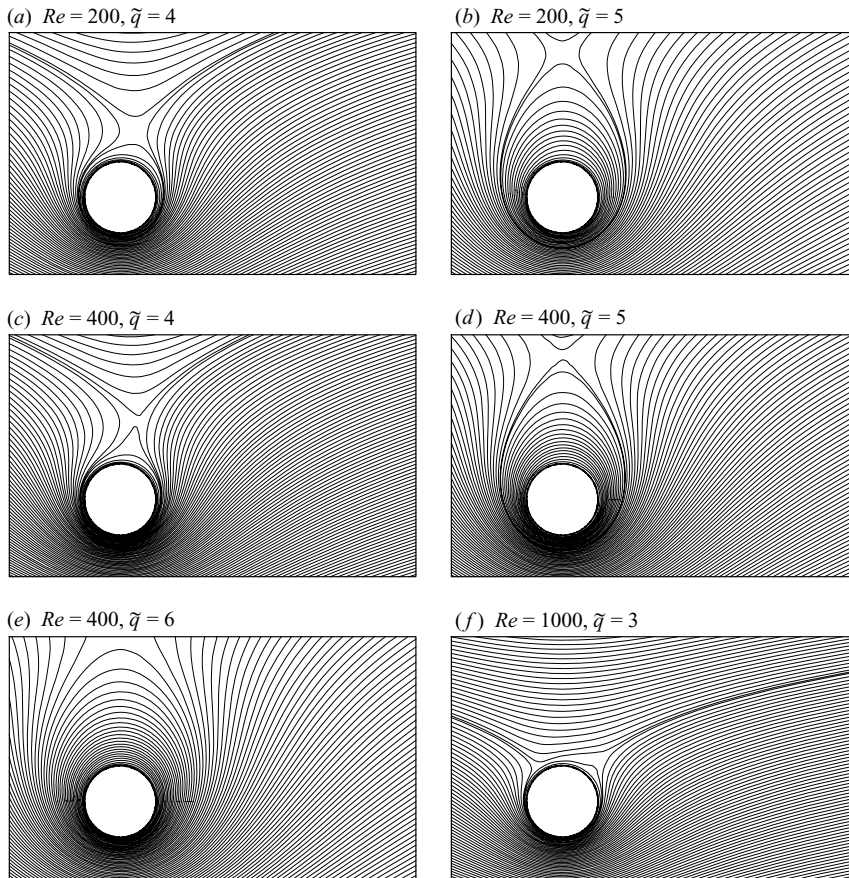 (a) Re = 200, q̃ = 4
(b) Re = 200, q̃ = 5
(c) Re = 400, q̃ = 4
(d) Re = 400, q̃ = 5
(e) Re = 400, q̃ = 6
(f) Re = 1000, q̃ = 3